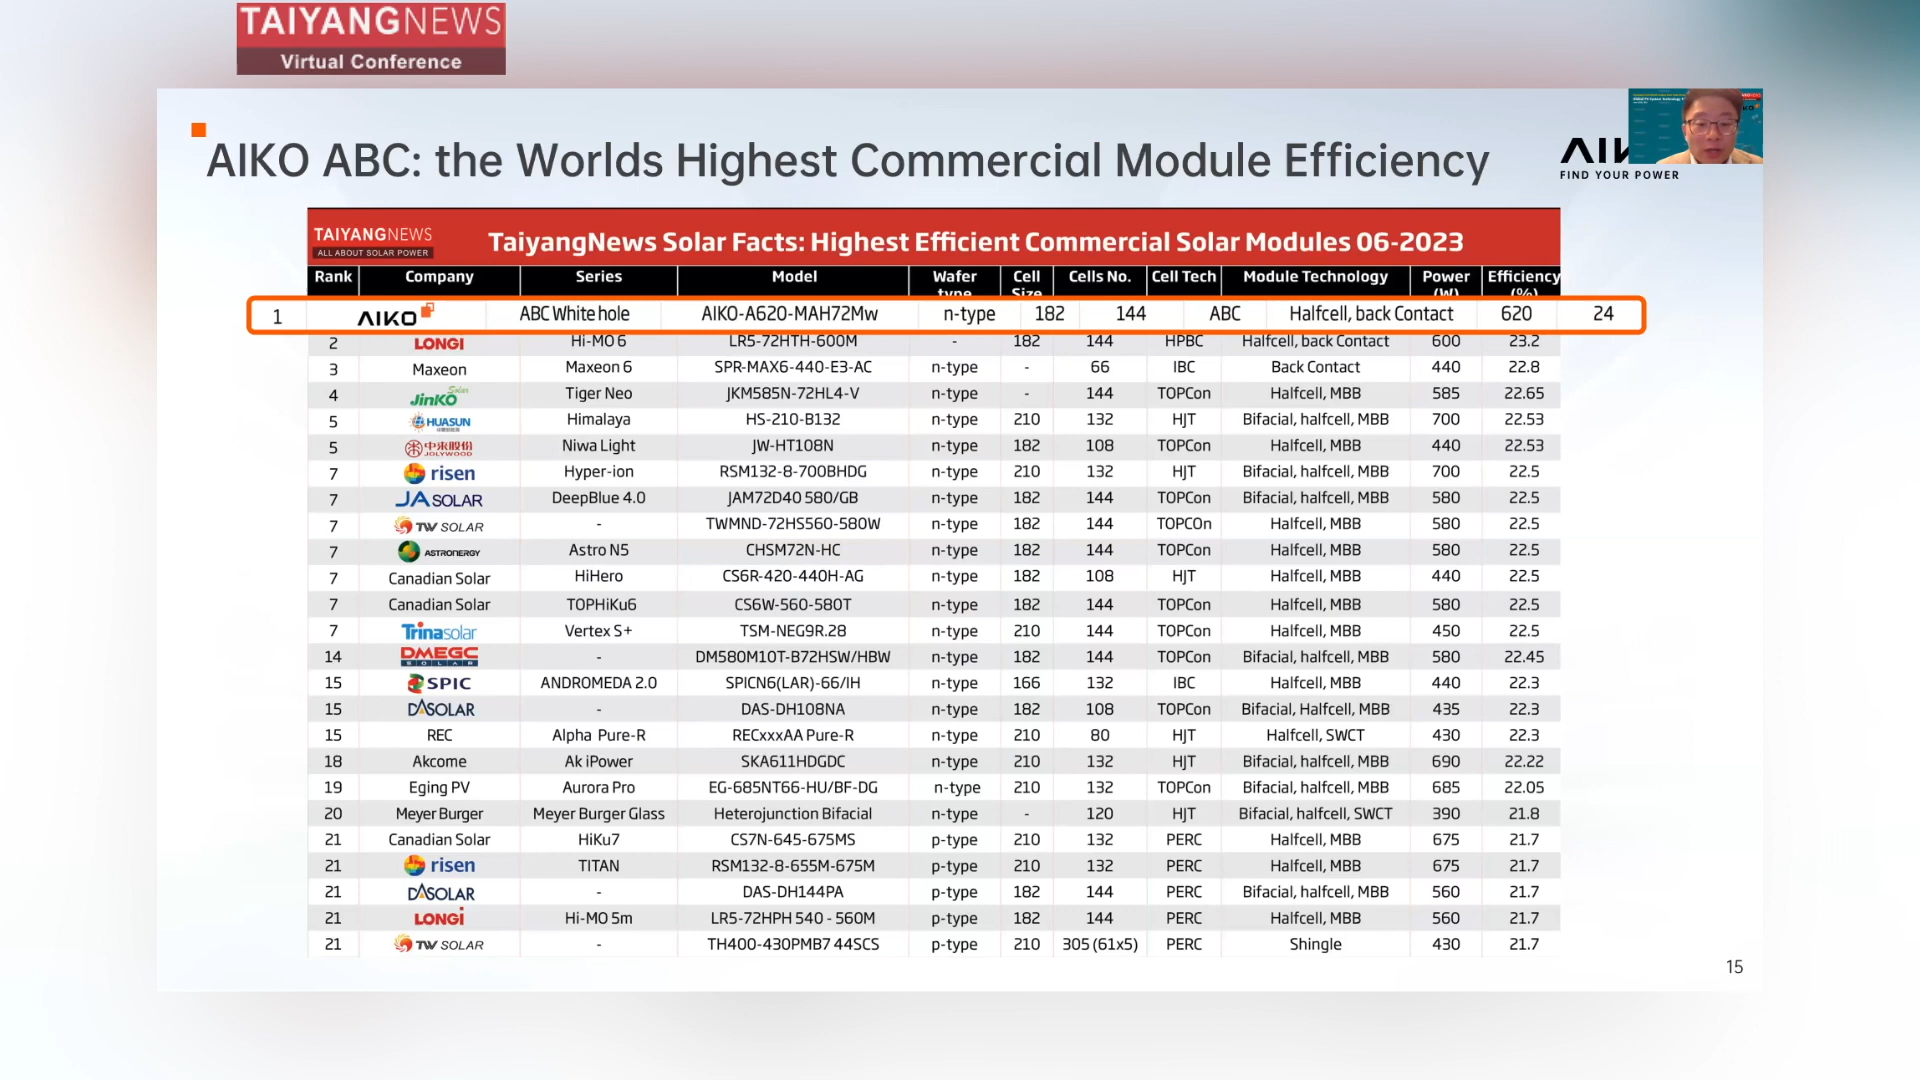 TAIYANGNEWS
Virtual Conference
AIKO ABC: the Worlds Highest Commercial Module Efficiency
FIND YOUR POWER
TAIYANGNEWS
ALL ABOUT SOLAR POWER
TaiyangNews Solar Facts: Highest Efficient Commercial Solar Modules 06-2023
Rank Company Series Model Wafer type Cell Size Cells No. Cell Tech Module Technology Power (W) Efficiency (%)
1 AIKO ABC White hole AIKO-A620-MAH72Mw n-type 182 144 ABC Halfcell, back Contact 620 24
2 LONGI Hi-MO 6 LR5-72HTH-600M - 182 144 HPBC Halfcell, back Contact 600 23.2
3 Maxeon Maxeon 6 SPR-MAX6-440-E3-AC n-type - 66 IBC Back Contact 440 22.8
4 JinKO Solar Tiger Neo JKM585N-72HL4-V n-type - 144 TOPCon Halfcell, MBB 585 22.65
5 HUASUN Himalaya HS-210-B132 n-type 210 132 HJT Bifacial, halfcell, MBB 700 22.53
5 中来股份 JOLYWOOD Niwa Light JW-HT108N n-type 182 108 TOPCon Halfcell, MBB 440 22.53
7 risen Hyper-ion RSM132-8-700BHDG n-type 210 132 HJT Bifacial, halfcell, MBB 700 22.5
7 JA SOLAR DeepBlue 4.0 JAM72D40 580/GB n-type 182 144 TOPCon Bifacial, halfcell, MBB 580 22.5
7 TW SOLAR - TWMND-72HS560-580W n-type 182 144 TOPCOn Halfcell, MBB 580 22.5
7 ASTRONERGY Astro N5 CHSM72N-HC n-type 182 144 TOPCon Halfcell, MBB 580 22.5
7 Canadian Solar HiHero CS6R-420-440H-AG n-type 182 108 HJT Halfcell, MBB 440 22.5
7 Canadian Solar TOPHiKu6 CS6W-560-580T n-type 182 144 TOPCon Halfcell, MBB 580 22.5
7 Trinasolar Vertex S+ TSM-NEG9R.28 n-type 210 144 TOPCon Halfcell, MBB 450 22.5
14 DMEGC SOLAR - DM580M10T-B72HSW/HBW n-type 182 144 TOPCon Bifacial, halfcell, MBB 580 22.45
15 SPIC ANDROMEDA 2.0 SPICN6(LAR)-66/IH n-type 166 132 IBC Halfcell, MBB 440 22.3
15 DASOLAR - DAS-DH108NA n-type 182 108 TOPCon Bifacial, Halfcell, MBB 435 22.3
15 REC Alpha Pure-R RECxxxAA Pure-R n-type 210 80 HJT Halfcell, SWCT 430 22.3
18 Akcome Ak iPower SKA611HDGDC n-type 210 132 HJT Bifacial, halfcell, MBB 690 22.22
19 Eging PV Aurora Pro EG-685NT66-HU/BF-DG n-type 210 132 TOPCon Bifacial, halfcell, MBB 685 22.05
20 Meyer Burger Meyer Burger Glass Heterojunction Bifacial n-type - 120 HJT Bifacial, halfcell, SWCT 390 21.8
21 Canadian Solar HiKu7 CS7N-645-675MS p-type 210 132 PERC Halfcell, MBB 675 21.7
21 risen TITAN RSM132-8-655M-675M p-type 210 132 PERC Halfcell, MBB 675 21.7
21 DASOLAR - DAS-DH144PA p-type 182 144 PERC Bifacial, halfcell, MBB 560 21.7
21 LONGi Hi-MO 5m LR5-72HPH 540 - 560M p-type 182 144 PERC Halfcell, MBB 560 21.7
21 TW SOLAR - TH400-430PMB7 44SCS p-type 210 305 (61x5) PERC Shingle 430 21.7
15